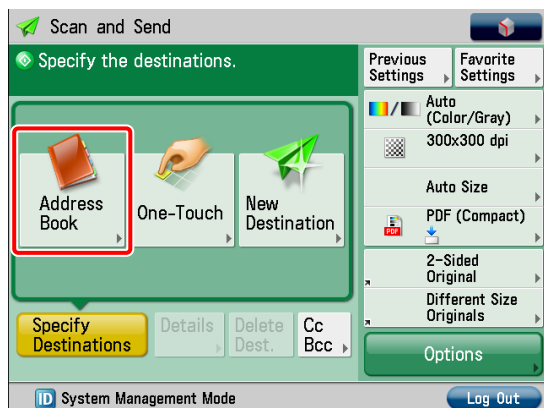 Scan and Send
Specify the destinations.
Address
Book
One-Touch
New
Destination
Specify
Destinations
Details
Delete
Dest.
Cc
Bcc
Previous
Settings
Favorite
Settings
Auto
(Color/Gray)
300x300 dpi
Auto Size
PDF
PDF (Compact)
2-Sided
Original
Different Size
Originals
Options
ID System Management Mode
Log Out